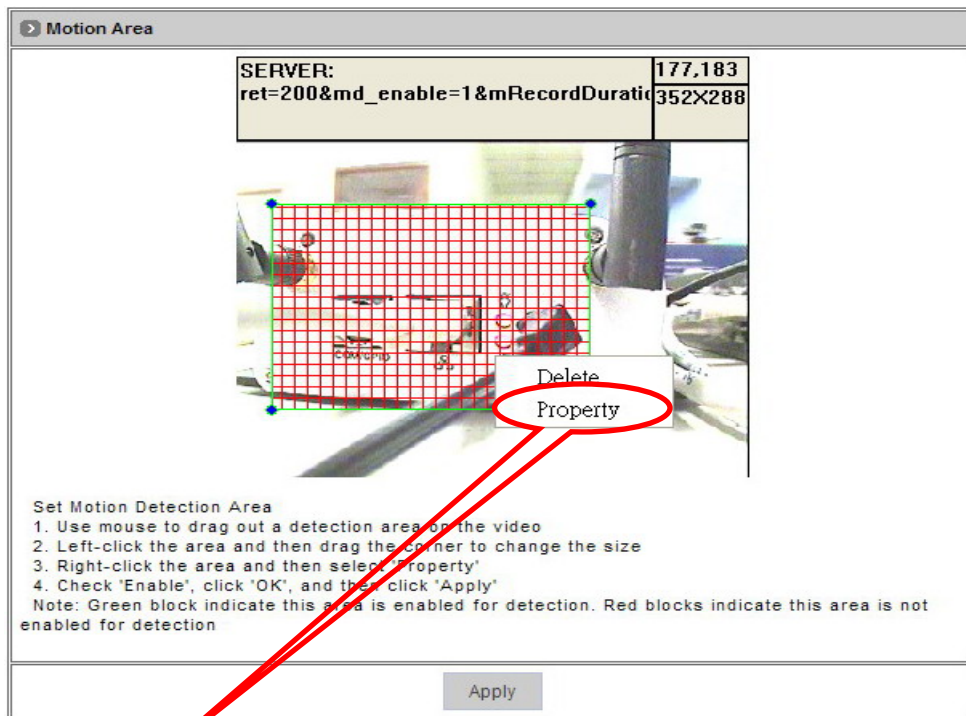 Motion Area
SERVER:
ret=200&md_enable=1&mRecordDuratic
177,183
352X288
COM/GPIO
Delete
Property
Set Motion Detection Area
1. Use mouse to drag out a detection area on the video
2. Left-click the area and then drag the corner to change the size
3. Right-click the area and then select 'Property'
4. Check 'Enable', click 'OK', and then click 'Apply'
Note: Green block indicate this area is enabled for detection. Red blocks indicate this area is not
enabled for detection
Apply